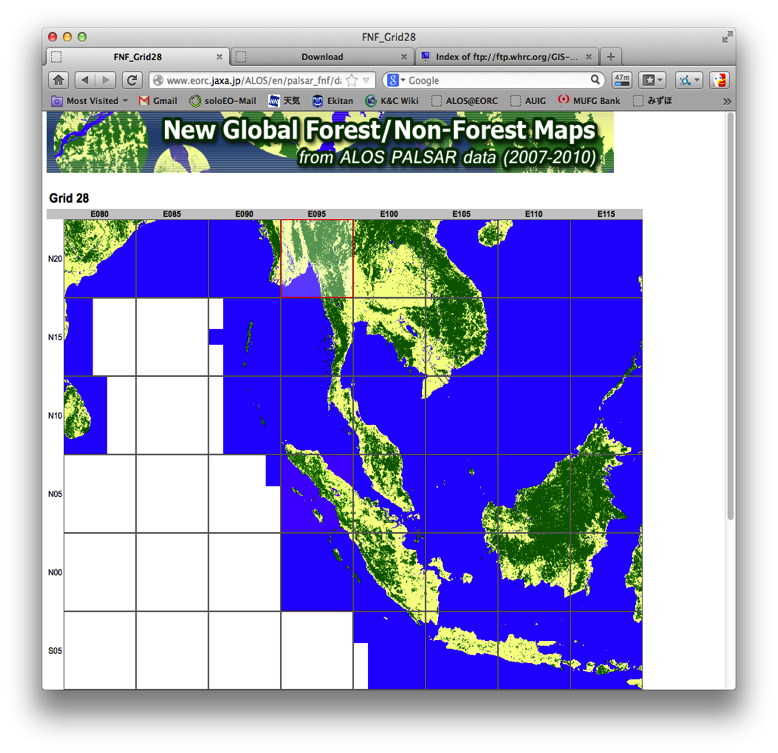 FNF_Grid28
FNF_Grid28
Download
Index of ftp://ftp.whrc.org/GIS-...
www.eorc.jaxa.jp/ALOS/en/palsar_fnf/da
Google
47m
Most Visited
Gmail
soloEO-Mail
天気
Ekitan
K&C Wiki
ALOS@EORC
AUIG
MUFG Bank
みずほ
New Global Forest/Non-Forest Maps
from ALOS PALSAR data (2007-2010)
Grid 28
E080 E085 E090 E095 E100 E105 E110 E115
N20
N15
N10
N05
N00
S05